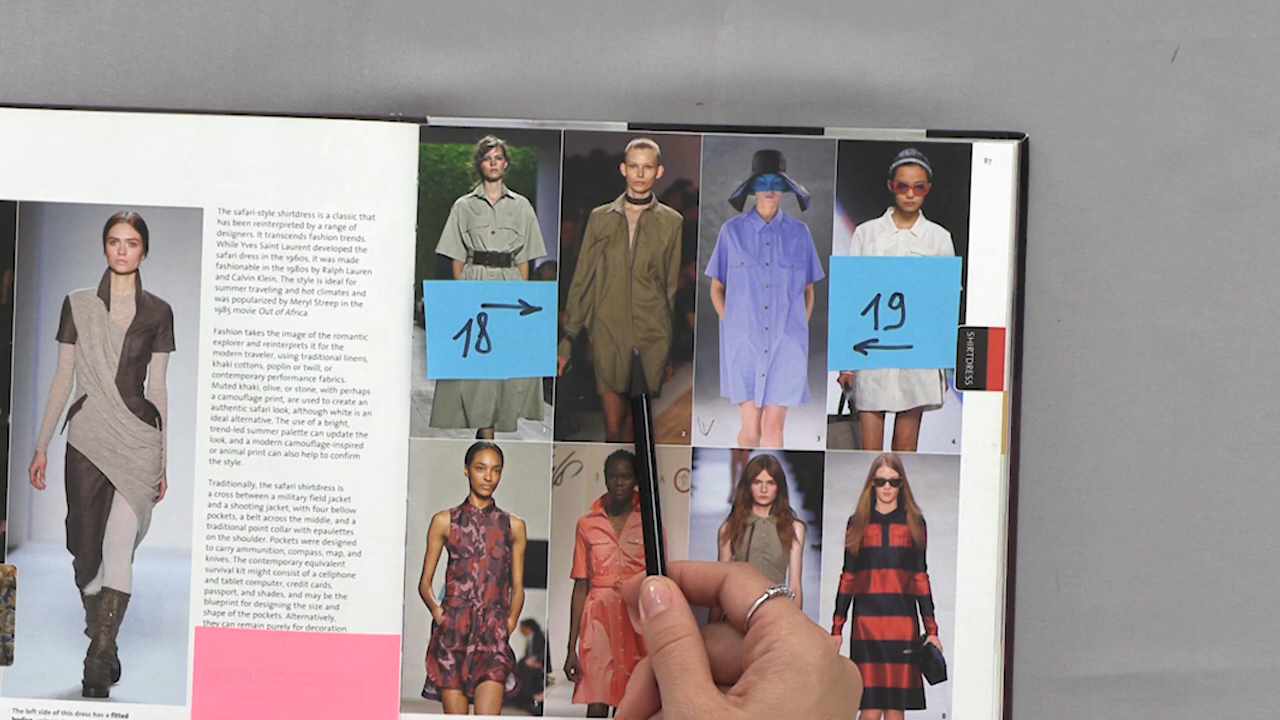 The safari-style shirtdress is a classic that
has been reinterpreted by a range of
designers. It transcends fashion trends.
While Yves Saint Laurent developed the
safari dress in the 1960s, it was made
fashionable in the 1980s by Ralph Lauren
and Calvin Klein. The style is ideal for
summer traveling and hot climates and
was popularized by Meryl Streep in the
1985 movie Out of Africa.
Fashion takes the image of the romantic
explorer and reinterprets it for the
modern traveler, using traditional linens,
khaki cottons, poplin or twill, or
contemporary performance fabrics.
Muted khaki, olive, or stone, with perhaps
a camouflage print, are used to create an
authentic safari look, although white is an
ideal alternative. The use of a bright,
trend-led summer palette can update the
look, and a modern camouflage-inspired
or animal print can also help to confirm
the style.
Traditionally, the safari shirtdress is
a cross between a military field jacket
and a shooting jacket, with four bellow
pockets, a belt across the middle, and a
traditional point collar with epaulettes
on the shoulder. Pockets were designed
to carry ammunition, compass, map, and
knives. The contemporary equivalent
survival kit might consist of a cellphone
and tablet computer, credit cards,
passport, and shades, and may be the
blueprint for designing the size and
shape of the pockets. Alternatively,
they can remain purely for decoration.
The left side of this dress has a fitted
87
18 →
19
←
SHIRTDRESS
2
3
4
8